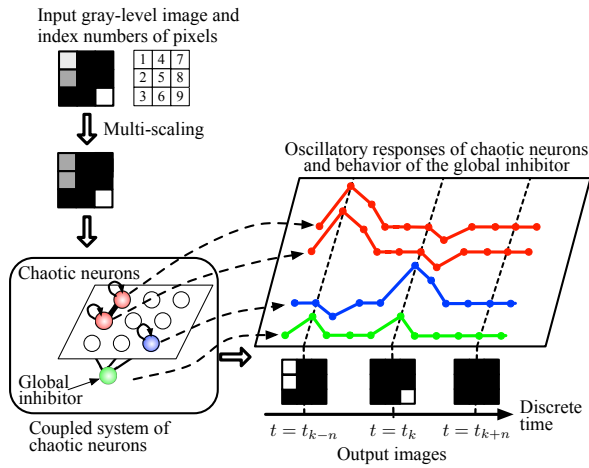 Input gray-level image and
index numbers of pixels
1 4 7
2 5 8
3 6 9
Multi-scaling
Oscillatory responses of chaotic neurons
and behavior of the global inhibitor
Chaotic neurons
Global
inhibitor
Coupled system of
chaotic neurons
t = t_{k−n} t = t_k t = t_{k+n}
Discrete
time
Output images